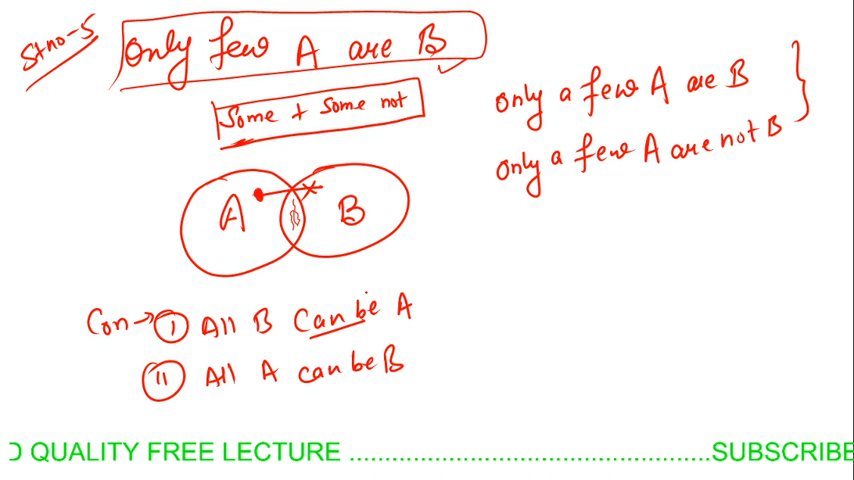 Stno-5
Only few A are B
Some + Some not
only a few A are B
only a few A are not B
A B
Con→ I All B Can be A
II All A can be B
D QUALITY FREE LECTURE ..................................................SUBSCRIBE